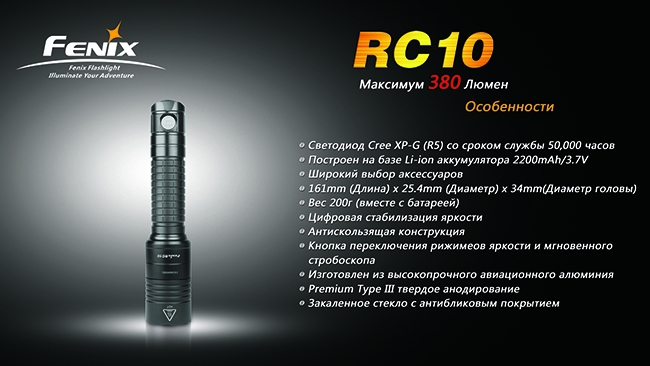 FENIX
Fenix Flashlight
Illuminate Your Adventure
RC10
Максимум 380 Люмен
Особенности
Светодиод Cree XP-G (R5) со сроком службы 50,000 часов
Построен на базе Li-ion аккумулятора 2200mAh/3.7V
Широкий выбор аксессуаров
161mm (Длина) x 25.4mm (Диаметр) x 34mm(Диаметр головы)
Вес 200г (вместе с батареей)
Цифровая стабилизация яркости
Антискользящая конструкция
Кнопка переключения рижимеов яркости и мгновенного
стробоскопа
Изготовлен из высокопрочного авиационного алюминия
Premium Type III твердое анодирование
Закаленное стекло с антибликовым покрытием